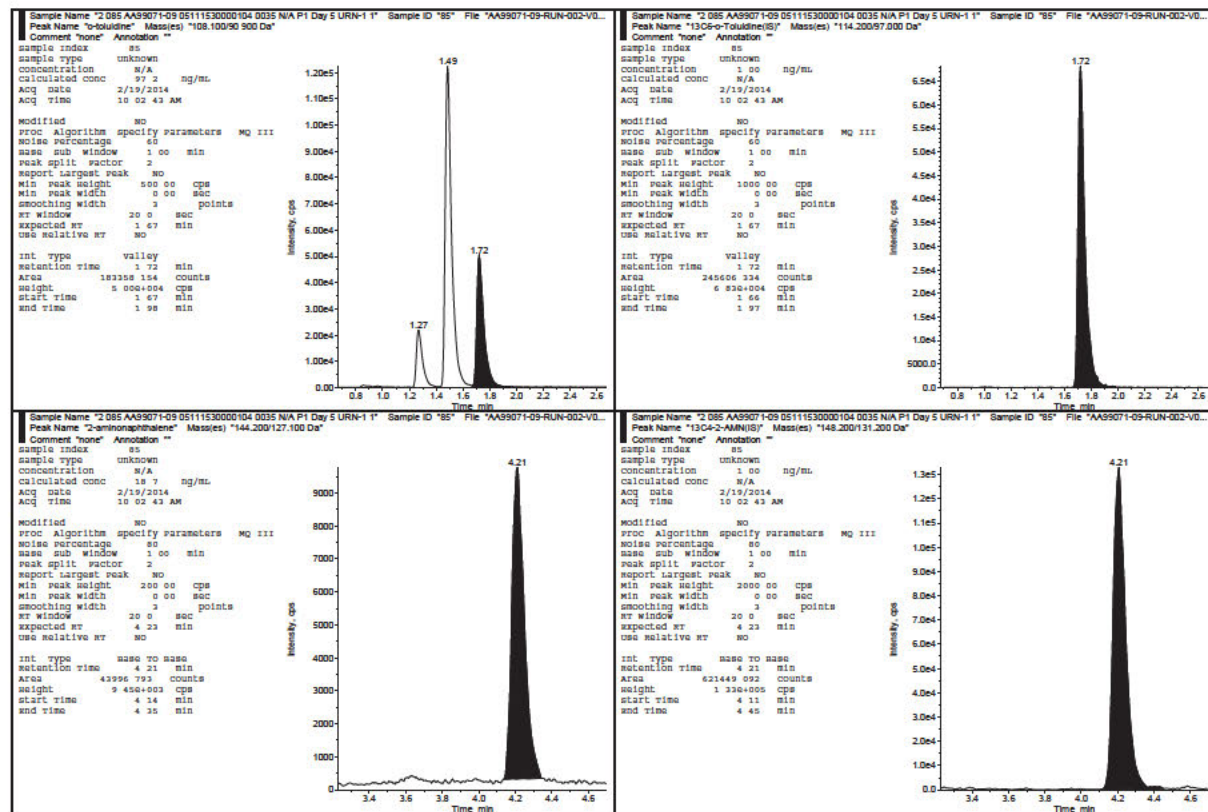 Sample Name "2 085 AA99071-09 05111530000104 0035 N/A P1 Day 5 URN-1 1" Sample ID "85" File "AA99071-09-RUN-002-V0...
Peak Name "o-toluidine" Mass(es) "108.100/90 900 Da"
Comment "none" Annotation ""
Sample Index 85
Sample Type Unknown
Concentration N/A
Calculated Conc 97 2 ng/mL
Acq Date 2/19/2014
Acq Time 10 02 43 AM
Modified NO
Proc Algorithm Specify Parameters MQ III
Noise Percentage 60
Base Sub Window 1 00 min
Peak Split Factor 2
Report Largest Peak NO
Min Peak Height 500 00 cps
Min Peak Width 0 00 sec
Smoothing Width 3 points
RT Window 20 0 sec
Expected RT 1 67 min
Use Relative RT NO
Int Type Valley
Retention Time 1 72 min
Area 183358 154 counts
Height 5 00e+004 cps
Start Time 1 67 min
End Time 1 98 min
Intensity, cps
1.20e5
1.10e5
1.00e5
9.00e4
8.00e4
7.00e4
6.00e4
5.00e4
4.00e4
3.00e4
2.00e4
1.00e4
0.00
1.49
1.72
1.27
0.8 1.0 1.2 1.4 1.6 1.8 2.0 2.2 2.4 2.6
Time min
Sample Name "2 085 AA99071-09 05111530000104 0035 N/A P1 Day 5 URN-1 1" Sample ID "85" File "AA99071-09-RUN-002-V0...
Peak Name "13C6-o-Toluidine(IS)" Mass(es) "114.200/97.000 Da"
Comment "none" Annotation ""
Sample Index 85
Sample Type Unknown
Concentration 1 00 ng/mL
Calculated Conc N/A
Acq Date 2/19/2014
Acq Time 10 02 43 AM
Modified NO
Proc Algorithm Specify Parameters MQ III
Noise Percentage 60
Base Sub Window 1 00 min
Peak Split Factor 2
Report Largest Peak NO
Min Peak Height 1000 00 cps
Min Peak Width 0 00 sec
Smoothing Width 3 points
RT Window 20 0 sec
Expected RT 1 67 min
Use Relative RT NO
Int Type Valley
Retention Time 1 72 min
Area 245606 334 counts
Height 6 83e+004 cps
Start Time 1 66 min
End Time 1 97 min
Intensity, cps
6.5e4
6.0e4
5.5e4
5.0e4
4.5e4
4.0e4
3.5e4
3.0e4
2.5e4
2.0e4
1.5e4
1.0e4
5000.0
0.0
1.72
0.8 1.0 1.2 1.4 1.6 1.8 2.0 2.2 2.4 2.6
Time min
Sample Name "2 085 AA99071-09 05111530000104 0035 N/A P1 Day 5 URN-1 1" Sample ID "85" File "AA99071-09-RUN-002-V0...
Peak Name "2-aminonaphthalene" Mass(es) "144.200/127.100 Da"
Comment "none" Annotation ""
Sample Index 85
Sample Type Unknown
Concentration N/A
Calculated Conc 18 7 ng/mL
Acq Date 2/19/2014
Acq Time 10 02 43 AM
Modified NO
Proc Algorithm Specify Parameters MQ III
Noise Percentage 80
Base Sub Window 1 00 min
Peak Split Factor 2
Report Largest Peak NO
Min Peak Height 200 00 cps
Min Peak Width 0 00 sec
Smoothing Width 3 points
RT Window 20 0 sec
Expected RT 4 23 min
Use Relative RT NO
Int Type Base To Base
Retention Time 4 21 min
Area 43996 793 counts
Height 9 45e+003 cps
Start Time 4 14 min
End Time 4 35 min
Intensity, cps
9000
8000
7000
6000
5000
4000
3000
2000
1000
0
4.21
3.4 3.6 3.8 4.0 4.2 4.4 4.6
Time min
Sample Name "2 085 AA99071-09 05111530000104 0035 N/A P1 Day 5 URN-1 1" Sample ID "85" File "AA99071-09-RUN-002-V0...
Peak Name "13C4-2-AMN(IS)" Mass(es) "148.200/131.200 Da"
Comment "none" Annotation ""
Sample Index 85
Sample Type Unknown
Concentration 1 00 ng/mL
Calculated Conc N/A
Acq Date 2/19/2014
Acq Time 10 02 43 AM
Modified NO
Proc Algorithm Specify Parameters MQ III
Noise Percentage 80
Base Sub Window 1 00 min
Peak Split Factor 2
Report Largest Peak NO
Min Peak Height 2000 00 cps
Min Peak Width 0 00 sec
Smoothing Width 3 points
RT Window 20 0 sec
Expected RT 4 23 min
Use Relative RT NO
Int Type Base To Base
Retention Time 4 21 min
Area 621449 092 counts
Height 1 33e+005 cps
Start Time 4 11 min
End Time 4 45 min
Intensity, cps
1.3e5
1.2e5
1.1e5
1.0e5
9.0e4
8.0e4
7.0e4
6.0e4
5.0e4
4.0e4
3.0e4
2.0e4
1.0e4
0.0
4.21
3.4 3.6 3.8 4.0 4.2 4.4 4.6
Time min